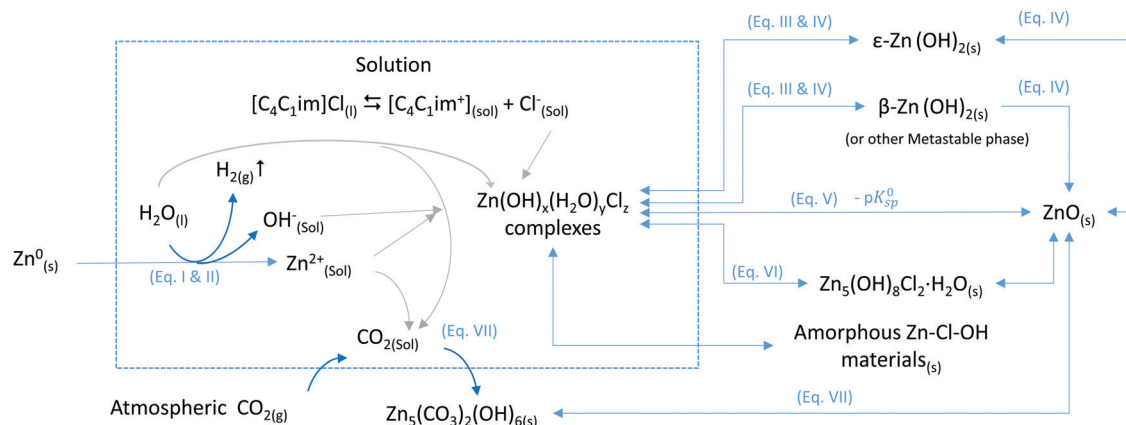 (Eq. III & IV)
ε-Zn (OH)₂₍ₛ₎
(Eq. IV)
Solution
[C₄C₁im]Cl₍ₗ₎ ⇆ [C₄C₁im⁺]₍ₛₒₗ₎ + Cl⁻₍Sol₎
(Eq. III & IV)
β-Zn (OH)₂₍ₛ₎
(Eq. IV)
(or other Metastable phase)
H₂₍g₎↑
H₂O₍ₗ₎
OH⁻₍Sol₎
Zn(OH)ₓ(H₂O)yClz
complexes
(Eq. V) - pK⁰sp
ZnO₍ₛ₎
Zn⁰₍ₛ₎
(Eq. I & II)
Zn²⁺₍Sol₎
(Eq. VI)
Zn₅(OH)₈Cl₂·H₂O₍ₛ₎
CO₂₍Sol₎
(Eq. VII)
Amorphous Zn-Cl-OH
materials₍ₛ₎
Atmospheric CO₂₍g₎
Zn₅(CO₃)₂(OH)₆₍ₛ₎
(Eq. VII)